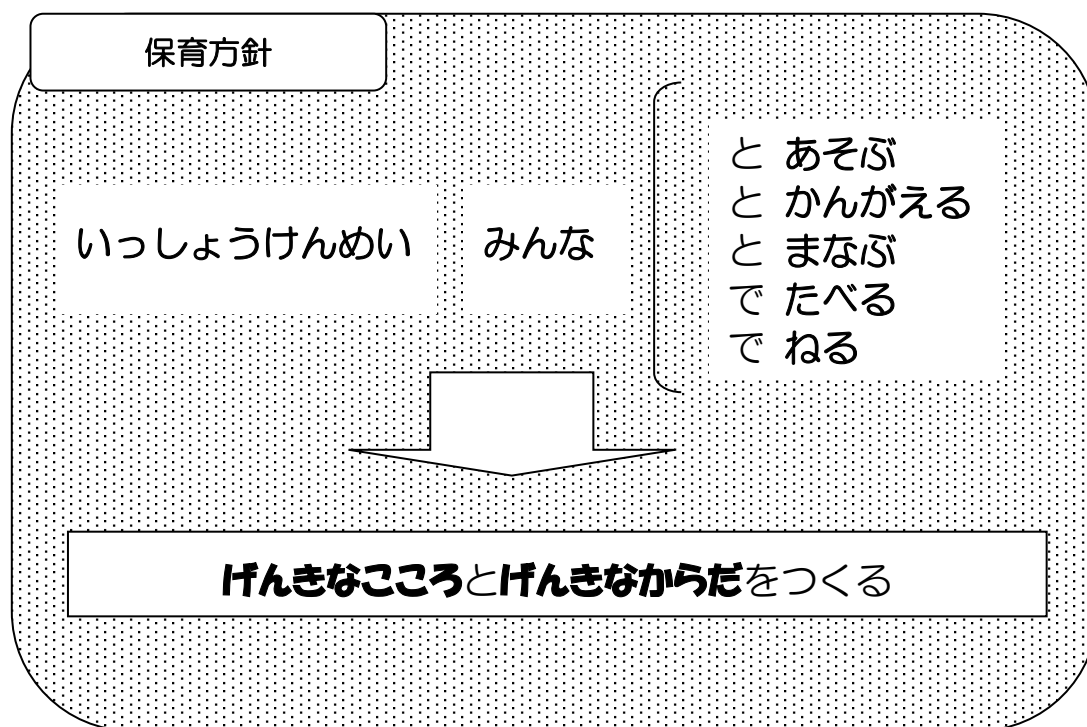 保育方針
いっしょうけんめい
みんな
と あそぶ
と かんがえる
と まなぶ
で たべる
で ねる
げんきなこころとげんきなからだをつくる